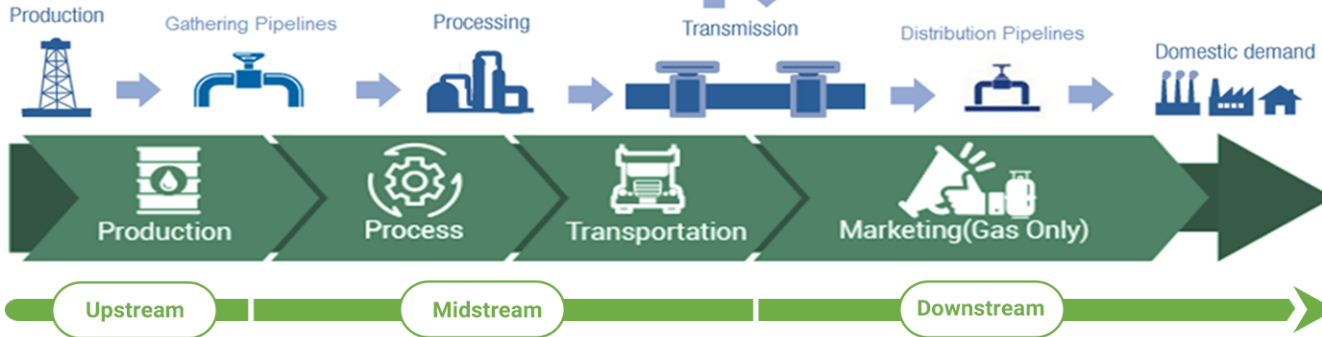 Production
Gathering Pipelines
Processing
Transmission
Distribution Pipelines
Domestic demand
Production
Process
Transportation
Marketing(Gas Only)
Upstream
Midstream
Downstream